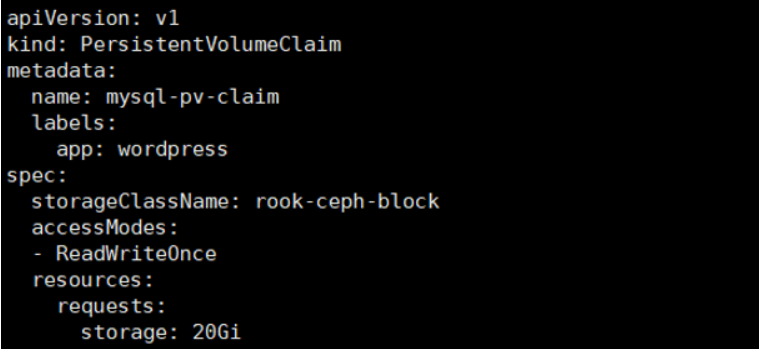 apiVersion: v1
kind: PersistentVolumeClaim
metadata:
  name: mysql-pv-claim
  labels:
    app: wordpress
spec:
  storageClassName: rook-ceph-block
  accessModes:
  - ReadWriteOnce
  resources:
    requests:
      storage: 20Gi